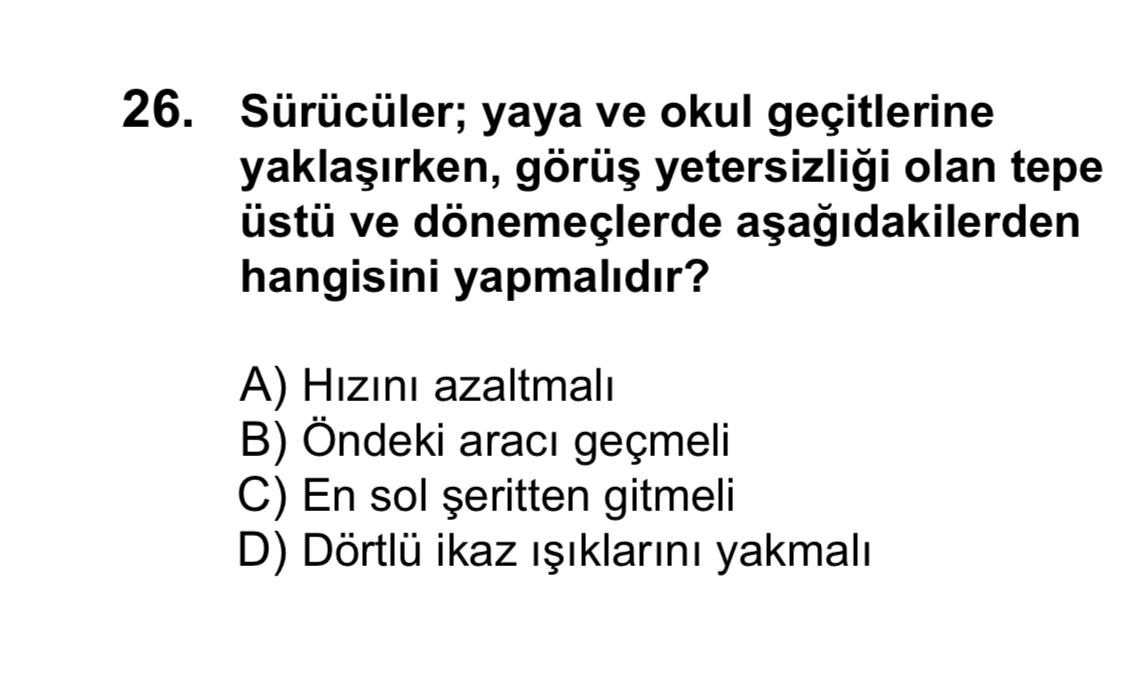 26. Sürücüler; yaya ve okul geçitlerine
yaklaşırken, görüş yetersizliği olan tepe
üstü ve dönemeçlerde aşağıdakilerden
hangisini yapmalıdır?
A) Hızını azaltmalı
B) Öndeki aracı geçmeli
C) En sol şeritten gitmeli
D) Dörtlü ikaz ışıklarını yakmalı